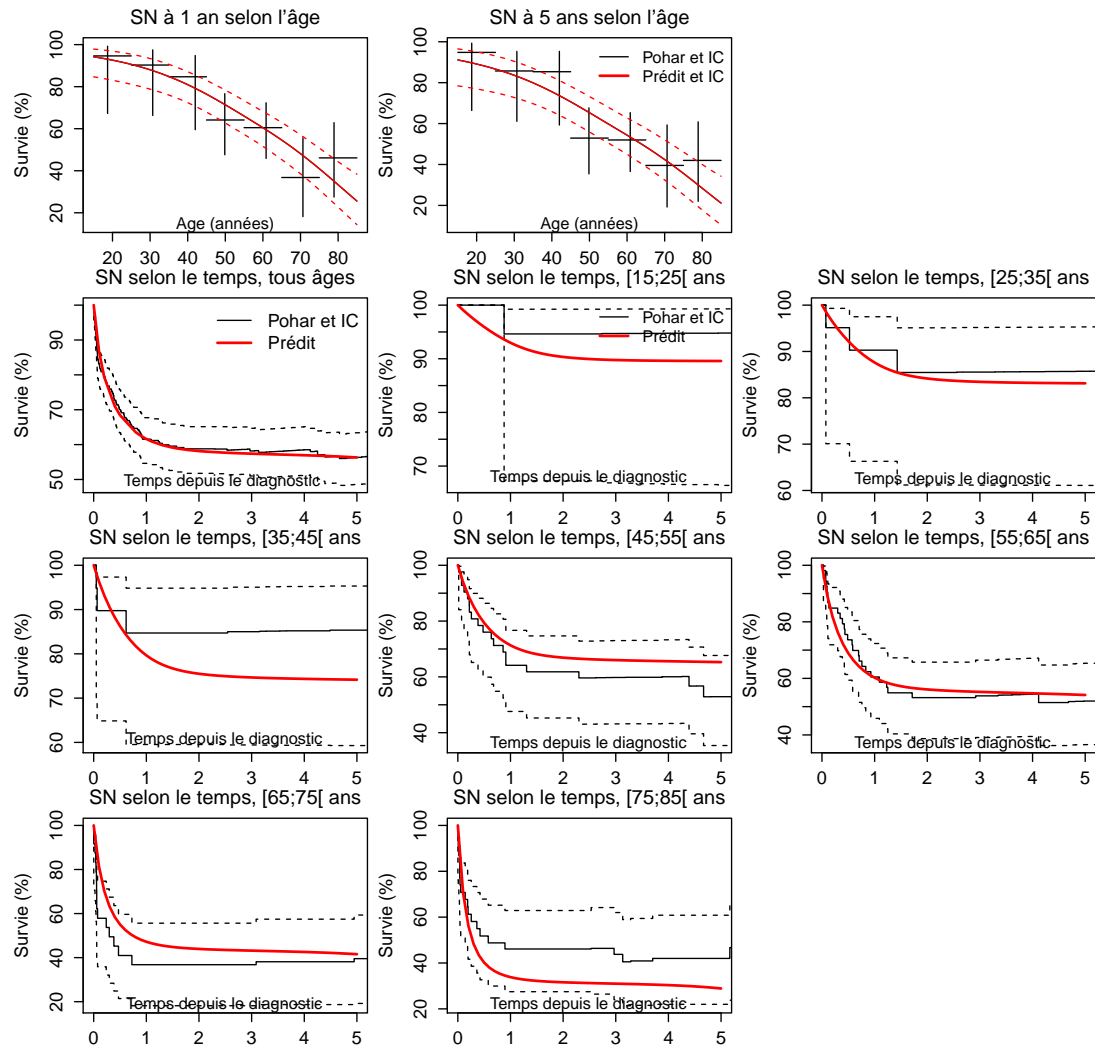 SN à 1 an selon l'âge
Survie (%)
100
80
60
40
20
Age (années)
20 30 40 50 60 70 80
SN à 5 ans selon l'âge
Survie (%)
100
80
60
40
20
Pohar et IC
Prédit et IC
Age (années)
20 30 40 50 60 70 80
SN selon le temps, tous âges
Survie (%)
90
70
50
Pohar et IC
Prédit
Temps depuis le diagnostic
0 1 2 3 4 5
SN selon le temps, [15;25[ ans
Survie (%)
100
90
80
70
Pohar et IC
Prédit
Temps depuis le diagnostic
0 1 2 3 4 5
SN selon le temps, [25;35[ ans
Survie (%)
100
90
80
70
60
Temps depuis le diagnostic
0 1 2 3 4 5
SN selon le temps, [35;45[ ans
Survie (%)
100
90
80
70
60
Temps depuis le diagnostic
0 1 2 3 4 5
SN selon le temps, [45;55[ ans
Survie (%)
100
80
60
40
Temps depuis le diagnostic
0 1 2 3 4 5
SN selon le temps, [55;65[ ans
Survie (%)
100
80
60
40
Temps depuis le diagnostic
0 1 2 3 4 5
SN selon le temps, [65;75[ ans
Survie (%)
100
80
60
40
20
Temps depuis le diagnostic
0 1 2 3 4 5
SN selon le temps, [75;85[ ans
Survie (%)
100
80
60
40
20
Temps depuis le diagnostic
0 1 2 3 4 5